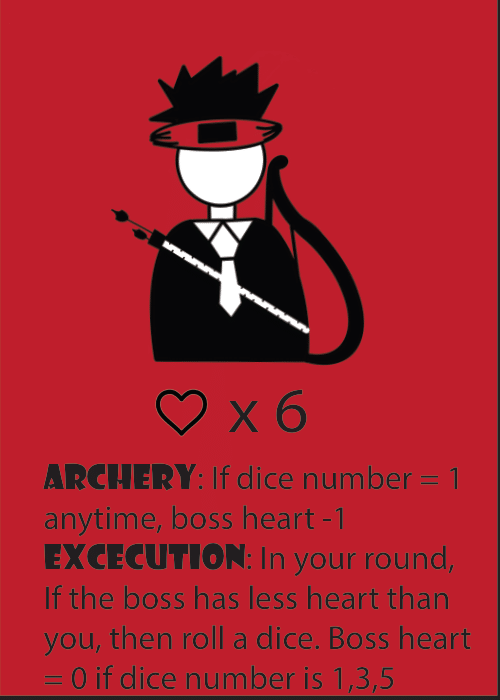 x 6
ARCHERY: If dice number = 1
anytime, boss heart -1
EXCECUTION: In your round,
If the boss has less heart than
you, then roll a dice. Boss heart
= 0 if dice number is 1,3,5